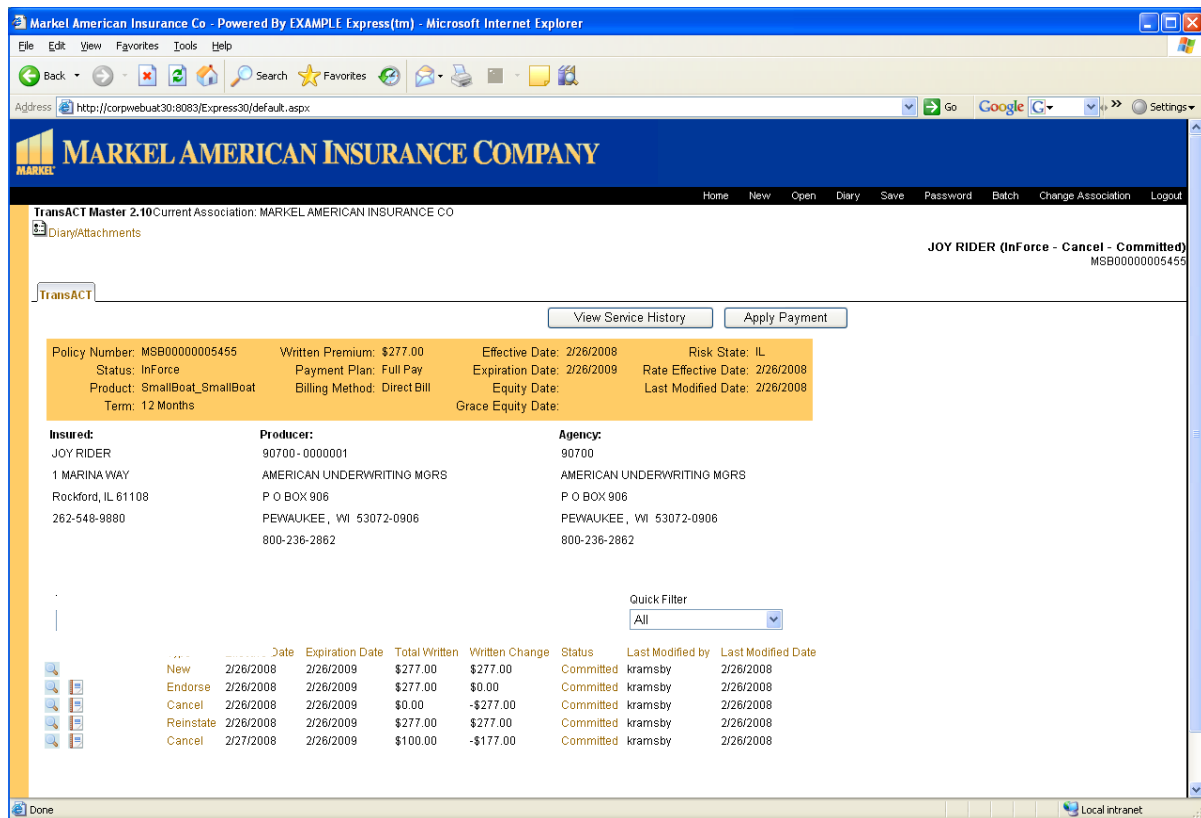 Markel American Insurance Co - Powered By EXAMPLE Express(tm) - Microsoft Internet Explorer
File Edit View Favorites Tools Help
Back Search Favorites
Address http://corpwebuat30:8083/Express30/default.aspx Go Google G Settings
MARKEL MARKEL AMERICAN INSURANCE COMPANY
Home New Open Diary Save Password Batch Change Association Logout
TransACT Master 2.10 Current Association: MARKEL AMERICAN INSURANCE CO
Diary/Attachments
JOY RIDER (InForce - Cancel - Committed)
MSB00000005455
TransACT
View Service History Apply Payment
Policy Number: MSB00000005455 Written Premium: $277.00 Effective Date: 2/26/2008 Risk State: IL
Status: InForce Payment Plan: Full Pay Expiration Date: 2/26/2009 Rate Effective Date: 2/26/2008
Product: SmallBoat_SmallBoat Billing Method: Direct Bill Equity Date: Last Modified Date: 2/26/2008
Term: 12 Months Grace Equity Date:
Insured: Producer: Agency:
JOY RIDER 90700-0000001 90700
1 MARINA WAY AMERICAN UNDERWRITING MGRS AMERICAN UNDERWRITING MGRS
Rockford, IL 61108 P O BOX 906 P O BOX 906
262-548-9880 PEWAUKEE, WI 53072-0906 PEWAUKEE, WI 53072-0906
800-236-2862 800-236-2862
Quick Filter
All
Date Expiration Date Total Written Written Change Status Last Modified by Last Modified Date
New 2/26/2008 2/26/2009 $277.00 $277.00 Committed kramsby 2/26/2008
Endorse 2/26/2008 2/26/2009 $277.00 $0.00 Committed kramsby 2/26/2008
Cancel 2/26/2008 2/26/2009 $0.00 -$277.00 Committed kramsby 2/26/2008
Reinstate 2/26/2008 2/26/2009 $277.00 $277.00 Committed kramsby 2/26/2008
Cancel 2/27/2008 2/26/2009 $100.00 -$177.00 Committed kramsby 2/26/2008
Done Local intranet